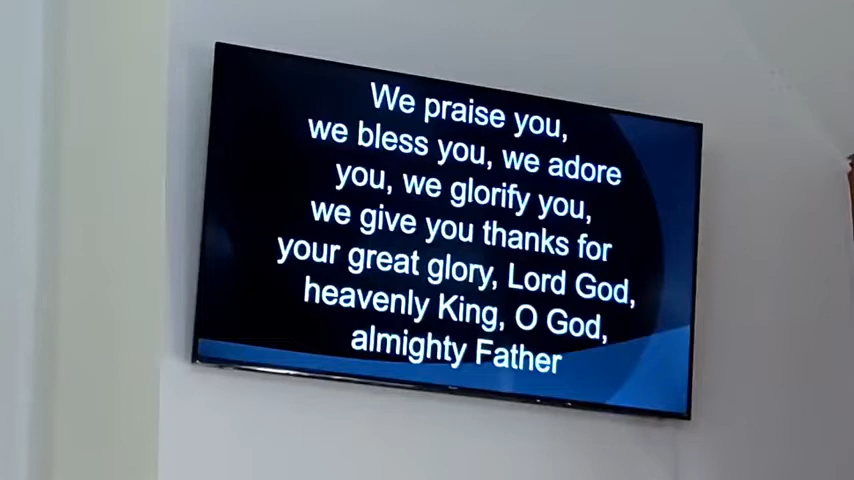 We praise you,
we bless you, we adore
you, we glorify you,
we give you thanks for
your great glory, Lord God,
heavenly King, O God,
almighty Father